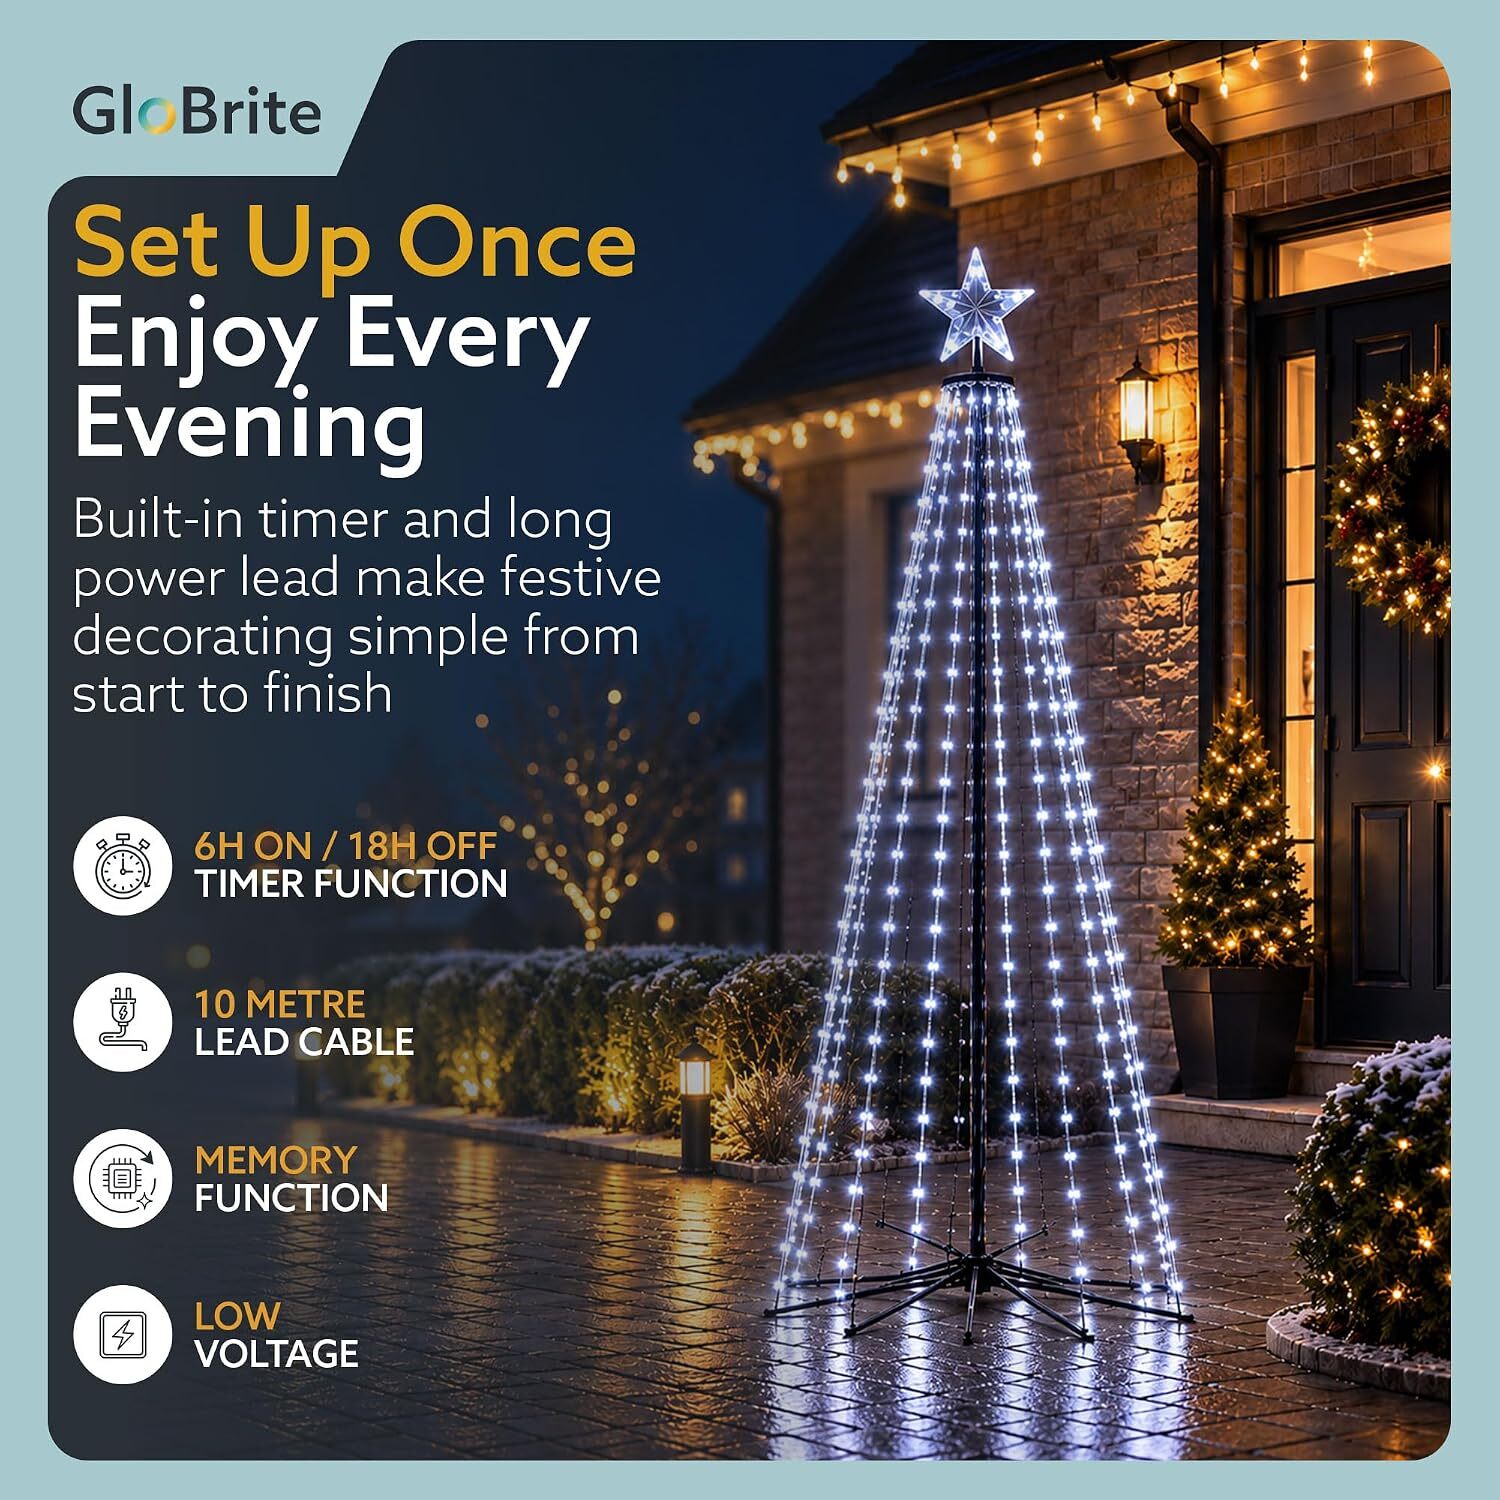 GloBrite
Set Up Once
Enjoy Every
Evening
Built-in timer and long
power lead make festive
decorating simple from
start to finish
6H ON / 18H OFF
TIMER FUNCTION
10 METRE
LEAD CABLE
MEMORY
FUNCTION
LOW
VOLTAGE